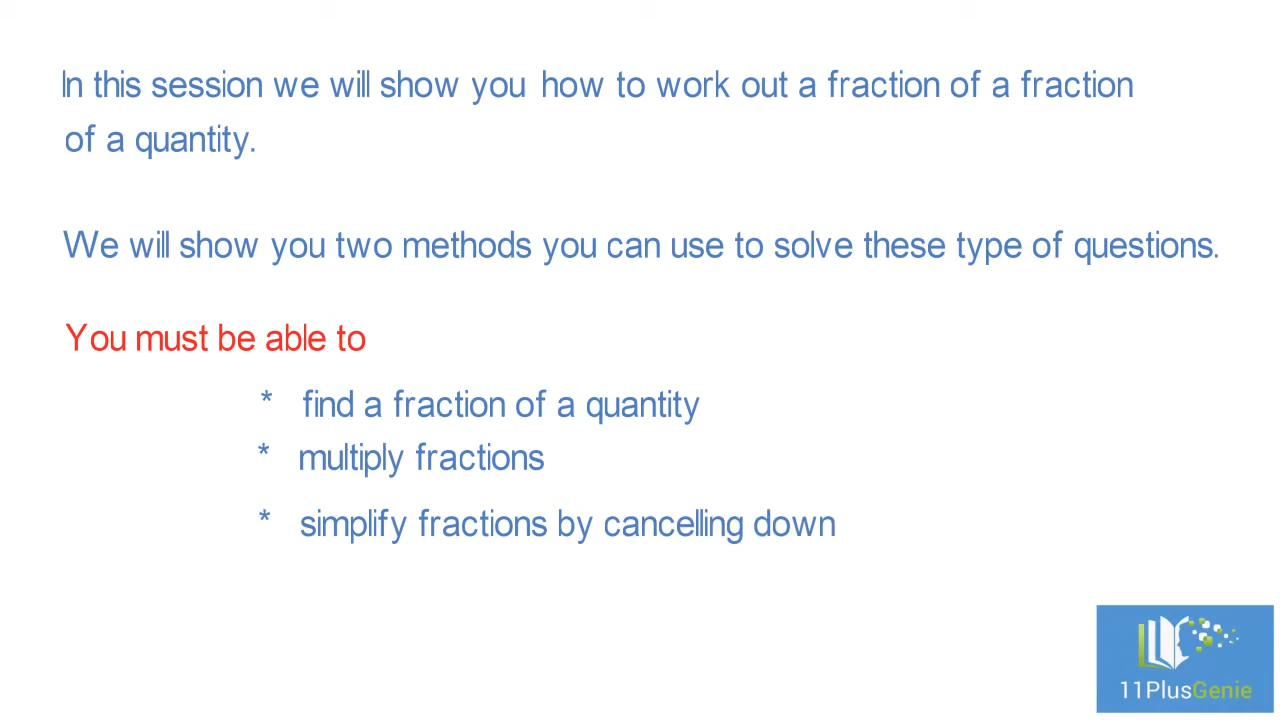 In this session we will show you how to work out a fraction of a fraction
of a quantity.
We will show you two methods you can use to solve these type of questions.
You must be able to
* find a fraction of a quantity
* multiply fractions
* simplify fractions by cancelling down
11PlusGenie